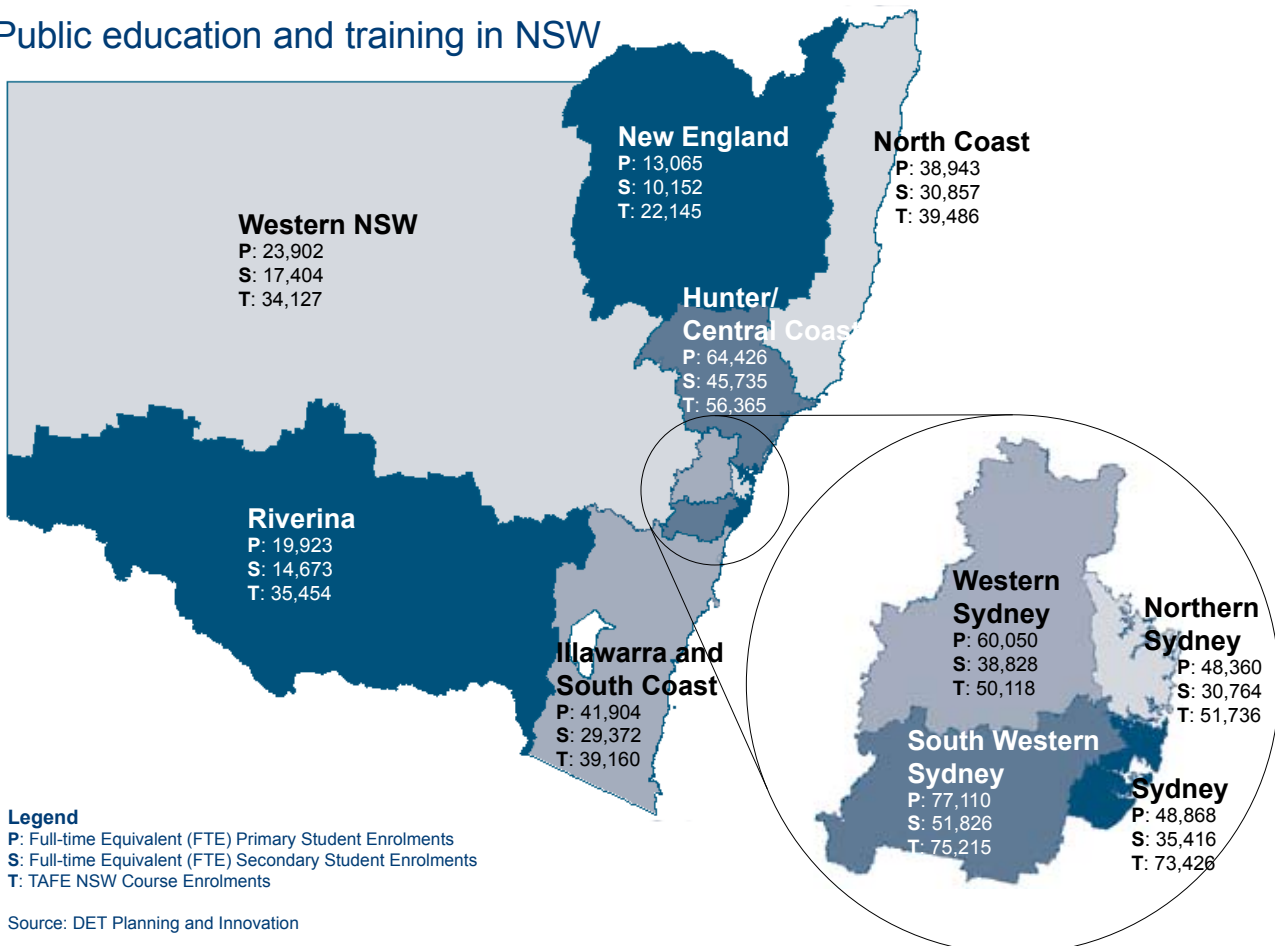 Public education and training in NSW
New England
P: 13,065
S: 10,152
T: 22,145
North Coast
P: 38,943
S: 30,857
T: 39,486
Western NSW
P: 23,902
S: 17,404
T: 34,127
Hunter/
Central Coast
P: 64,426
S: 45,735
T: 56,365
Riverina
P: 19,923
S: 14,673
T: 35,454
Illawarra and
South Coast
P: 41,904
S: 29,372
T: 39,160
Western
Sydney
P: 60,050
S: 38,828
T: 50,118
Northern
Sydney
P: 48,360
S: 30,764
T: 51,736
South Western
Sydney
P: 77,110
S: 51,826
T: 75,215
Sydney
P: 48,868
S: 35,416
T: 73,426
Legend
P: Full-time Equivalent (FTE) Primary Student Enrolments
S: Full-time Equivalent (FTE) Secondary Student Enrolments
T: TAFE NSW Course Enrolments
Source: DET Planning and Innovation